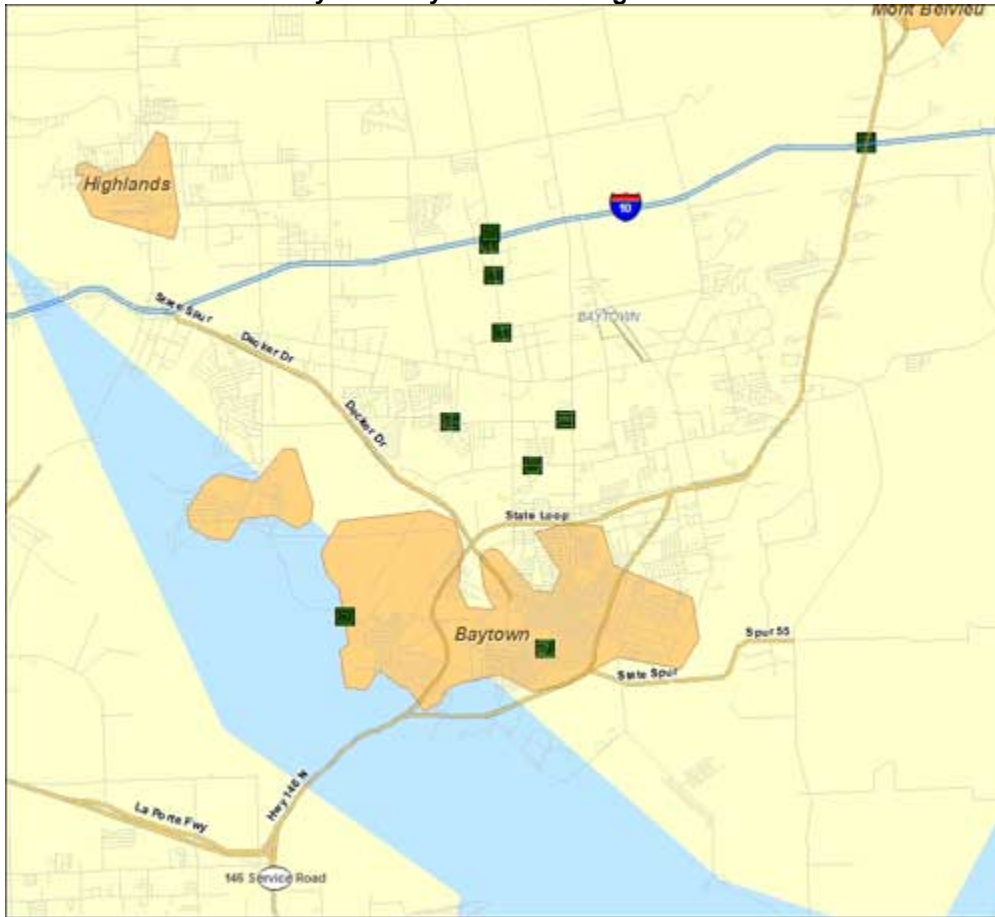 Mont Belvieu
Highlands
10
State Spur
Decker Dr
BAYTOWN
Decker Dr
State Loop
Baytown
Spur 55
State Spur
Hwy 146 N
La Porte Fwy
146 Service Road